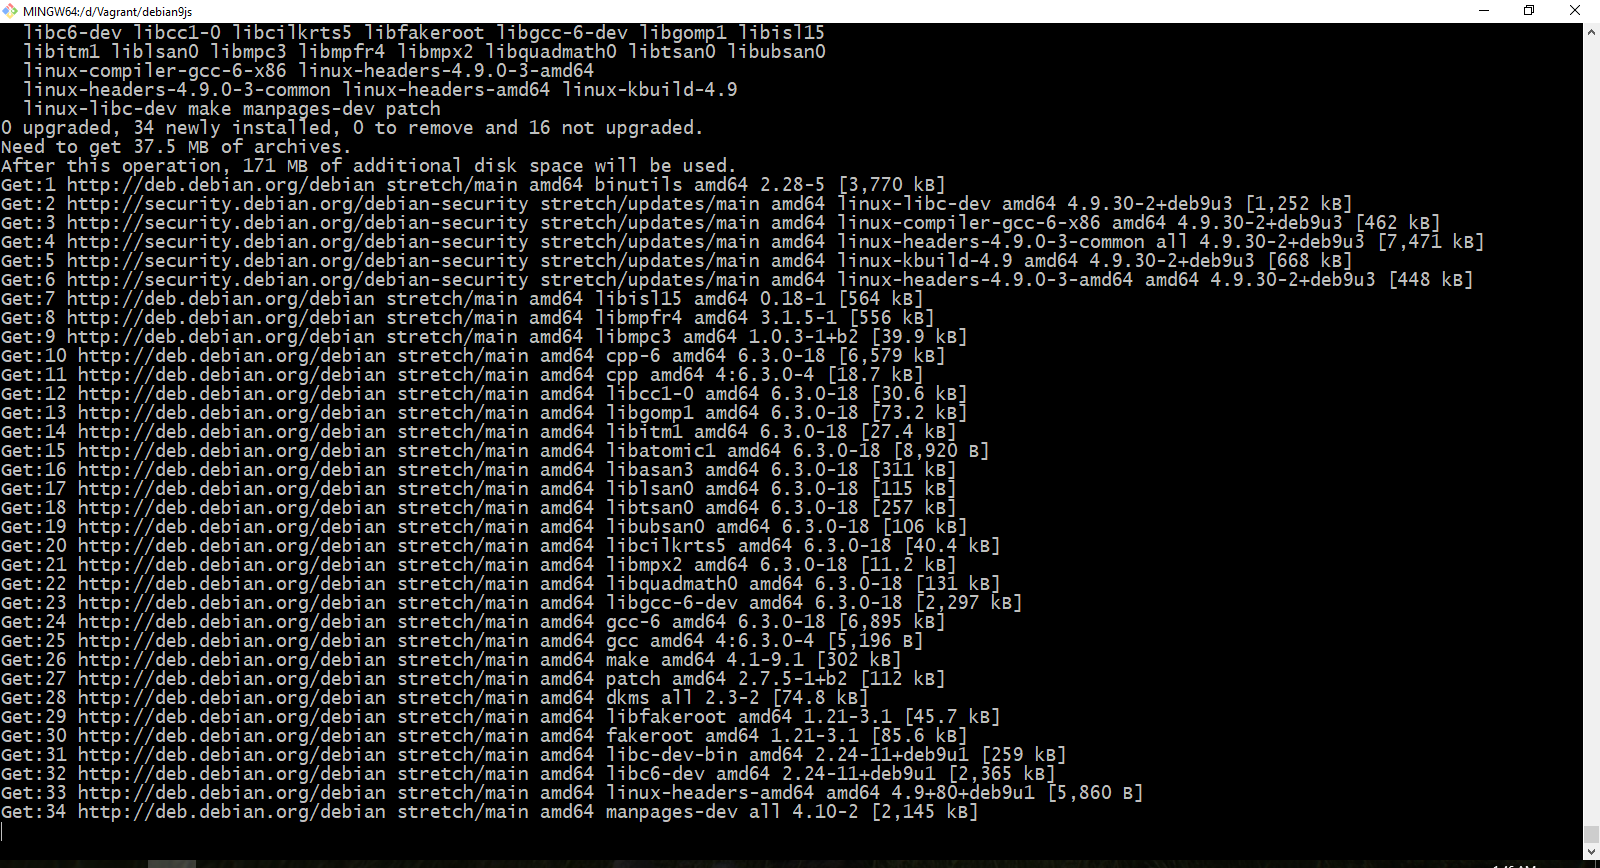 MINGW64:/d/Vagrant/debian9js
libc6-dev libcc1-0 libcilkrts5 libfakeroot libgcc-6-dev libgomp1 libisl15
libitm1 liblsan0 libmpc3 libmpfr4 libmpx2 libquadmath0 libtsan0 libubsan0
linux-compiler-gcc-6-x86 linux-headers-4.9.0-3-amd64
linux-headers-4.9.0-3-common linux-headers-amd64 linux-kbuild-4.9
linux-libc-dev make manpages-dev patch
0 upgraded, 34 newly installed, 0 to remove and 16 not upgraded.
Need to get 37.5 MB of archives.
After this operation, 171 MB of additional disk space will be used.
Get:1 http://deb.debian.org/debian stretch/main amd64 binutils amd64 2.28-5 [3,770 kB]
Get:2 http://security.debian.org/debian-security stretch/updates/main amd64 linux-libc-dev amd64 4.9.30-2+deb9u3 [1,252 kB]
Get:3 http://security.debian.org/debian-security stretch/updates/main amd64 linux-compiler-gcc-6-x86 amd64 4.9.30-2+deb9u3 [462 kB]
Get:4 http://security.debian.org/debian-security stretch/updates/main amd64 linux-headers-4.9.0-3-common all 4.9.30-2+deb9u3 [7,471 kB]
Get:5 http://security.debian.org/debian-security stretch/updates/main amd64 linux-kbuild-4.9 amd64 4.9.30-2+deb9u3 [668 kB]
Get:6 http://security.debian.org/debian-security stretch/updates/main amd64 linux-headers-4.9.0-3-amd64 amd64 4.9.30-2+deb9u3 [448 kB]
Get:7 http://deb.debian.org/debian stretch/main amd64 libisl15 amd64 0.18-1 [564 kB]
Get:8 http://deb.debian.org/debian stretch/main amd64 libmpfr4 amd64 3.1.5-1 [556 kB]
Get:9 http://deb.debian.org/debian stretch/main amd64 libmpc3 amd64 1.0.3-1+b2 [39.9 kB]
Get:10 http://deb.debian.org/debian stretch/main amd64 cpp-6 amd64 6.3.0-18 [6,579 kB]
Get:11 http://deb.debian.org/debian stretch/main amd64 cpp amd64 4:6.3.0-4 [18.7 kB]
Get:12 http://deb.debian.org/debian stretch/main amd64 libcc1-0 amd64 6.3.0-18 [30.6 kB]
Get:13 http://deb.debian.org/debian stretch/main amd64 libgomp1 amd64 6.3.0-18 [73.2 kB]
Get:14 http://deb.debian.org/debian stretch/main amd64 libitm1 amd64 6.3.0-18 [27.4 kB]
Get:15 http://deb.debian.org/debian stretch/main amd64 libatomic1 amd64 6.3.0-18 [8,920 B]
Get:16 http://deb.debian.org/debian stretch/main amd64 libasan3 amd64 6.3.0-18 [311 kB]
Get:17 http://deb.debian.org/debian stretch/main amd64 liblsan0 amd64 6.3.0-18 [115 kB]
Get:18 http://deb.debian.org/debian stretch/main amd64 libtsan0 amd64 6.3.0-18 [257 kB]
Get:19 http://deb.debian.org/debian stretch/main amd64 libubsan0 amd64 6.3.0-18 [106 kB]
Get:20 http://deb.debian.org/debian stretch/main amd64 libcilkrts5 amd64 6.3.0-18 [40.4 kB]
Get:21 http://deb.debian.org/debian stretch/main amd64 libmpx2 amd64 6.3.0-18 [11.2 kB]
Get:22 http://deb.debian.org/debian stretch/main amd64 libquadmath0 amd64 6.3.0-18 [131 kB]
Get:23 http://deb.debian.org/debian stretch/main amd64 libgcc-6-dev amd64 6.3.0-18 [2,297 kB]
Get:24 http://deb.debian.org/debian stretch/main amd64 gcc-6 amd64 6.3.0-18 [6,895 kB]
Get:25 http://deb.debian.org/debian stretch/main amd64 gcc amd64 4:6.3.0-4 [5,196 B]
Get:26 http://deb.debian.org/debian stretch/main amd64 make amd64 4.1-9.1 [302 kB]
Get:27 http://deb.debian.org/debian stretch/main amd64 patch amd64 2.7.5-1+b2 [112 kB]
Get:28 http://deb.debian.org/debian stretch/main amd64 dkms all 2.3-2 [74.8 kB]
Get:29 http://deb.debian.org/debian stretch/main amd64 libfakeroot amd64 1.21-3.1 [45.7 kB]
Get:30 http://deb.debian.org/debian stretch/main amd64 fakeroot amd64 1.21-3.1 [85.6 kB]
Get:31 http://deb.debian.org/debian stretch/main amd64 libc-dev-bin amd64 2.24-11+deb9u1 [259 kB]
Get:32 http://deb.debian.org/debian stretch/main amd64 libc6-dev amd64 2.24-11+deb9u1 [2,365 kB]
Get:33 http://deb.debian.org/debian stretch/main amd64 linux-headers-amd64 amd64 4.9+80+deb9u1 [5,860 B]
Get:34 http://deb.debian.org/debian stretch/main amd64 manpages-dev all 4.10-2 [2,145 kB]